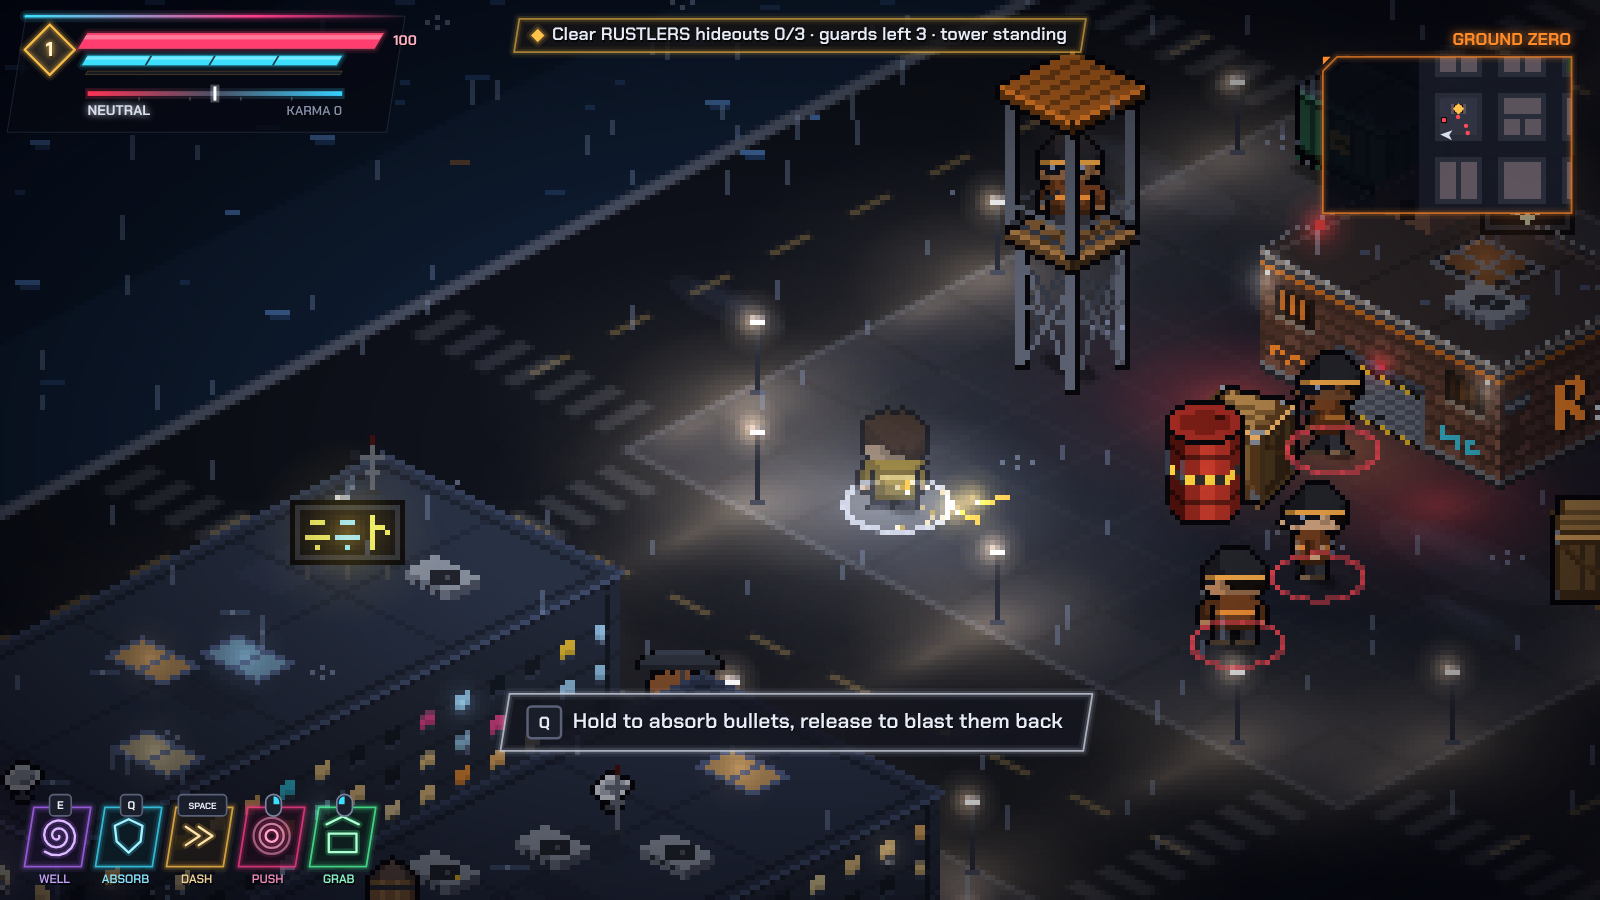 1
100
NEUTRAL
KARMA 0
Clear RUSTLERS hideouts 0/3 · guards left 3 · tower standing
GROUND ZERO
R
Q Hold to absorb bullets, release to blast them back
E
Q
SPACE
WELL
ABSORB
DASH
PUSH
GRAB